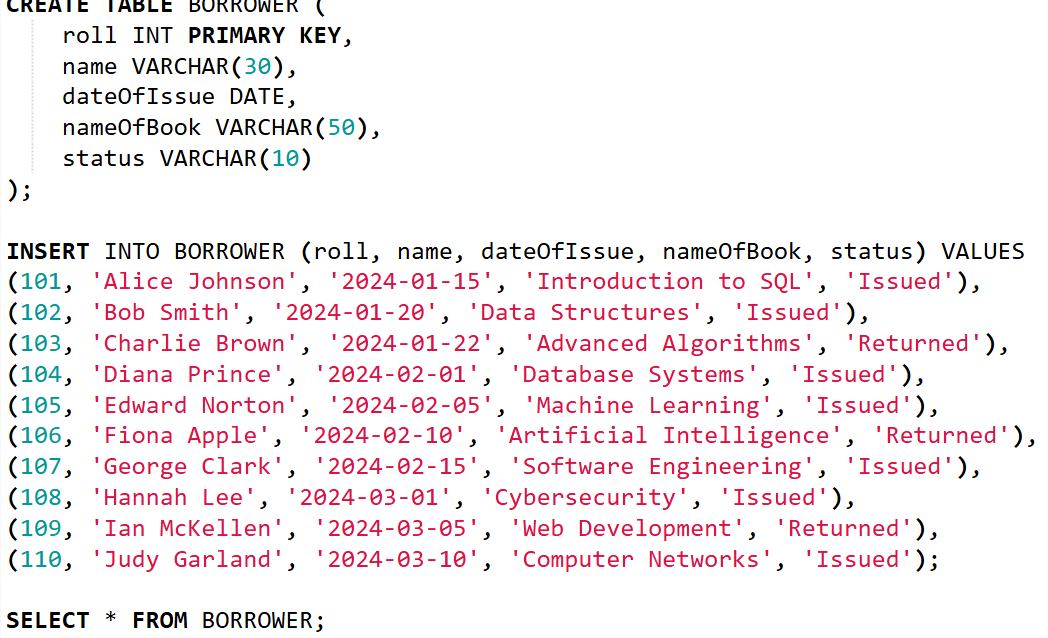 CREATE TABLE BORROWER (
    roll INT PRIMARY KEY,
    name VARCHAR(30),
    dateOfIssue DATE,
    nameOfBook VARCHAR(50),
    status VARCHAR(10)
);

INSERT INTO BORROWER (roll, name, dateOfIssue, nameOfBook, status) VALUES
(101, 'Alice Johnson', '2024-01-15', 'Introduction to SQL', 'Issued'),
(102, 'Bob Smith', '2024-01-20', 'Data Structures', 'Issued'),
(103, 'Charlie Brown', '2024-01-22', 'Advanced Algorithms', 'Returned'),
(104, 'Diana Prince', '2024-02-01', 'Database Systems', 'Issued'),
(105, 'Edward Norton', '2024-02-05', 'Machine Learning', 'Issued'),
(106, 'Fiona Apple', '2024-02-10', 'Artificial Intelligence', 'Returned'),
(107, 'George Clark', '2024-02-15', 'Software Engineering', 'Issued'),
(108, 'Hannah Lee', '2024-03-01', 'Cybersecurity', 'Issued'),
(109, 'Ian McKellen', '2024-03-05', 'Web Development', 'Returned'),
(110, 'Judy Garland', '2024-03-10', 'Computer Networks', 'Issued');

SELECT * FROM BORROWER;